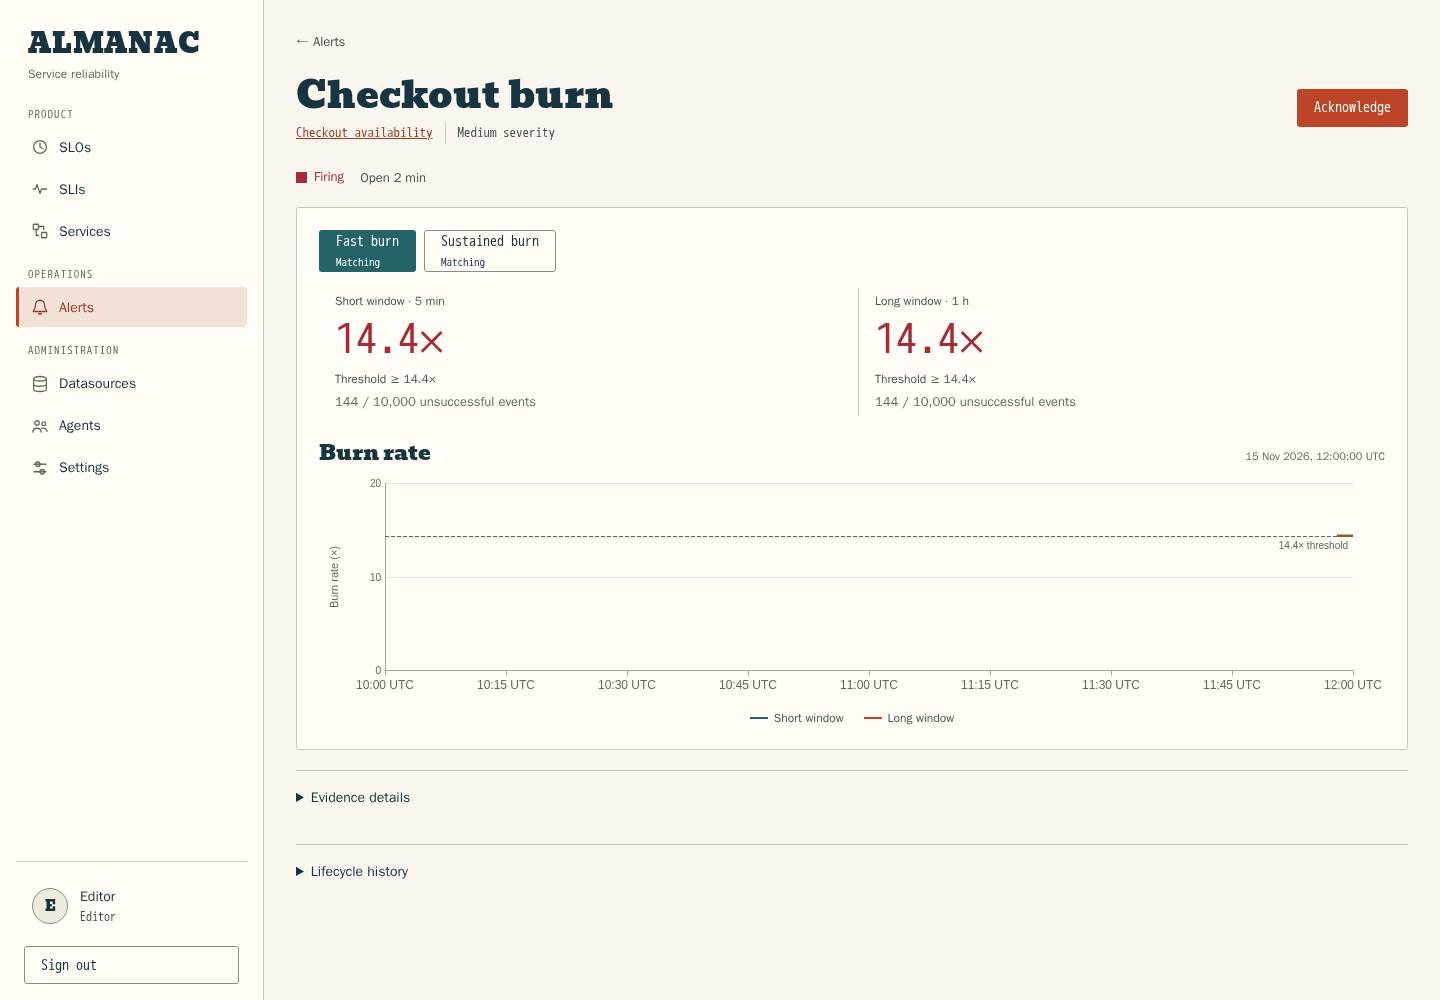 ALMANAC
Service reliability
PRODUCT
SLOs
SLIs
Services
OPERATIONS
Alerts
ADMINISTRATION
Datasources
Agents
Settings
E
Editor
Editor
Sign out
← Alerts
Checkout burn
Acknowledge
Checkout availability
Medium severity
Firing
Open 2 min
Fast burn
Matching
Sustained burn
Matching
Short window · 5 min
14.4×
Threshold ≥ 14.4×
144 / 10,000 unsuccessful events
Long window · 1 h
14.4×
Threshold ≥ 14.4×
144 / 10,000 unsuccessful events
Burn rate
15 Nov 2026, 12:00:00 UTC
Burn rate (×)
20
10
0
14.4× threshold
10:00 UTC 10:15 UTC 10:30 UTC 10:45 UTC 11:00 UTC 11:15 UTC 11:30 UTC 11:45 UTC 12:00 UTC
Short window Long window
Evidence details
Lifecycle history